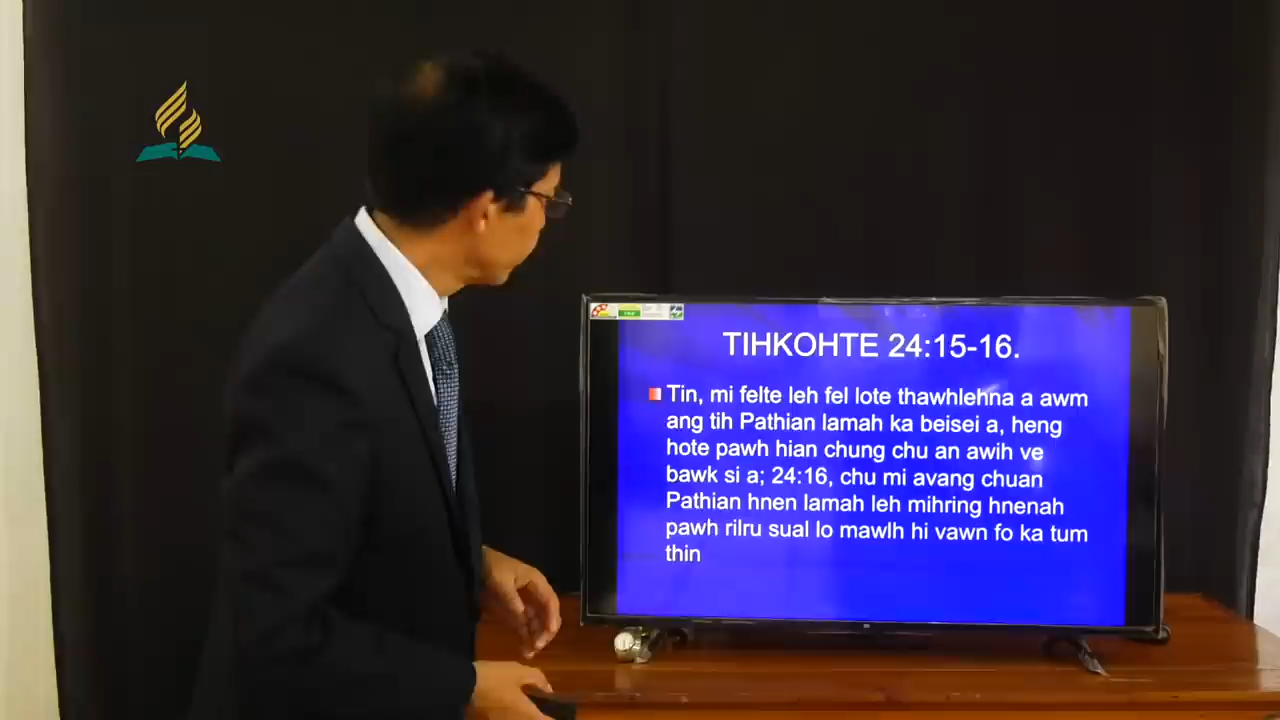 TIHKOHTE 24:15-16.
Tin, mi felte leh fel lote thawhlehna a awm
ang tih Pathian lamah ka beisei a, heng
hote pawh hian chung chu an awih ve
bawk si a; 24:16, chu mi avang chuan
Pathian hnen lamah leh mihring hnenah
pawh rilru sual lo mawlh hi vawn fo ka tum
thin